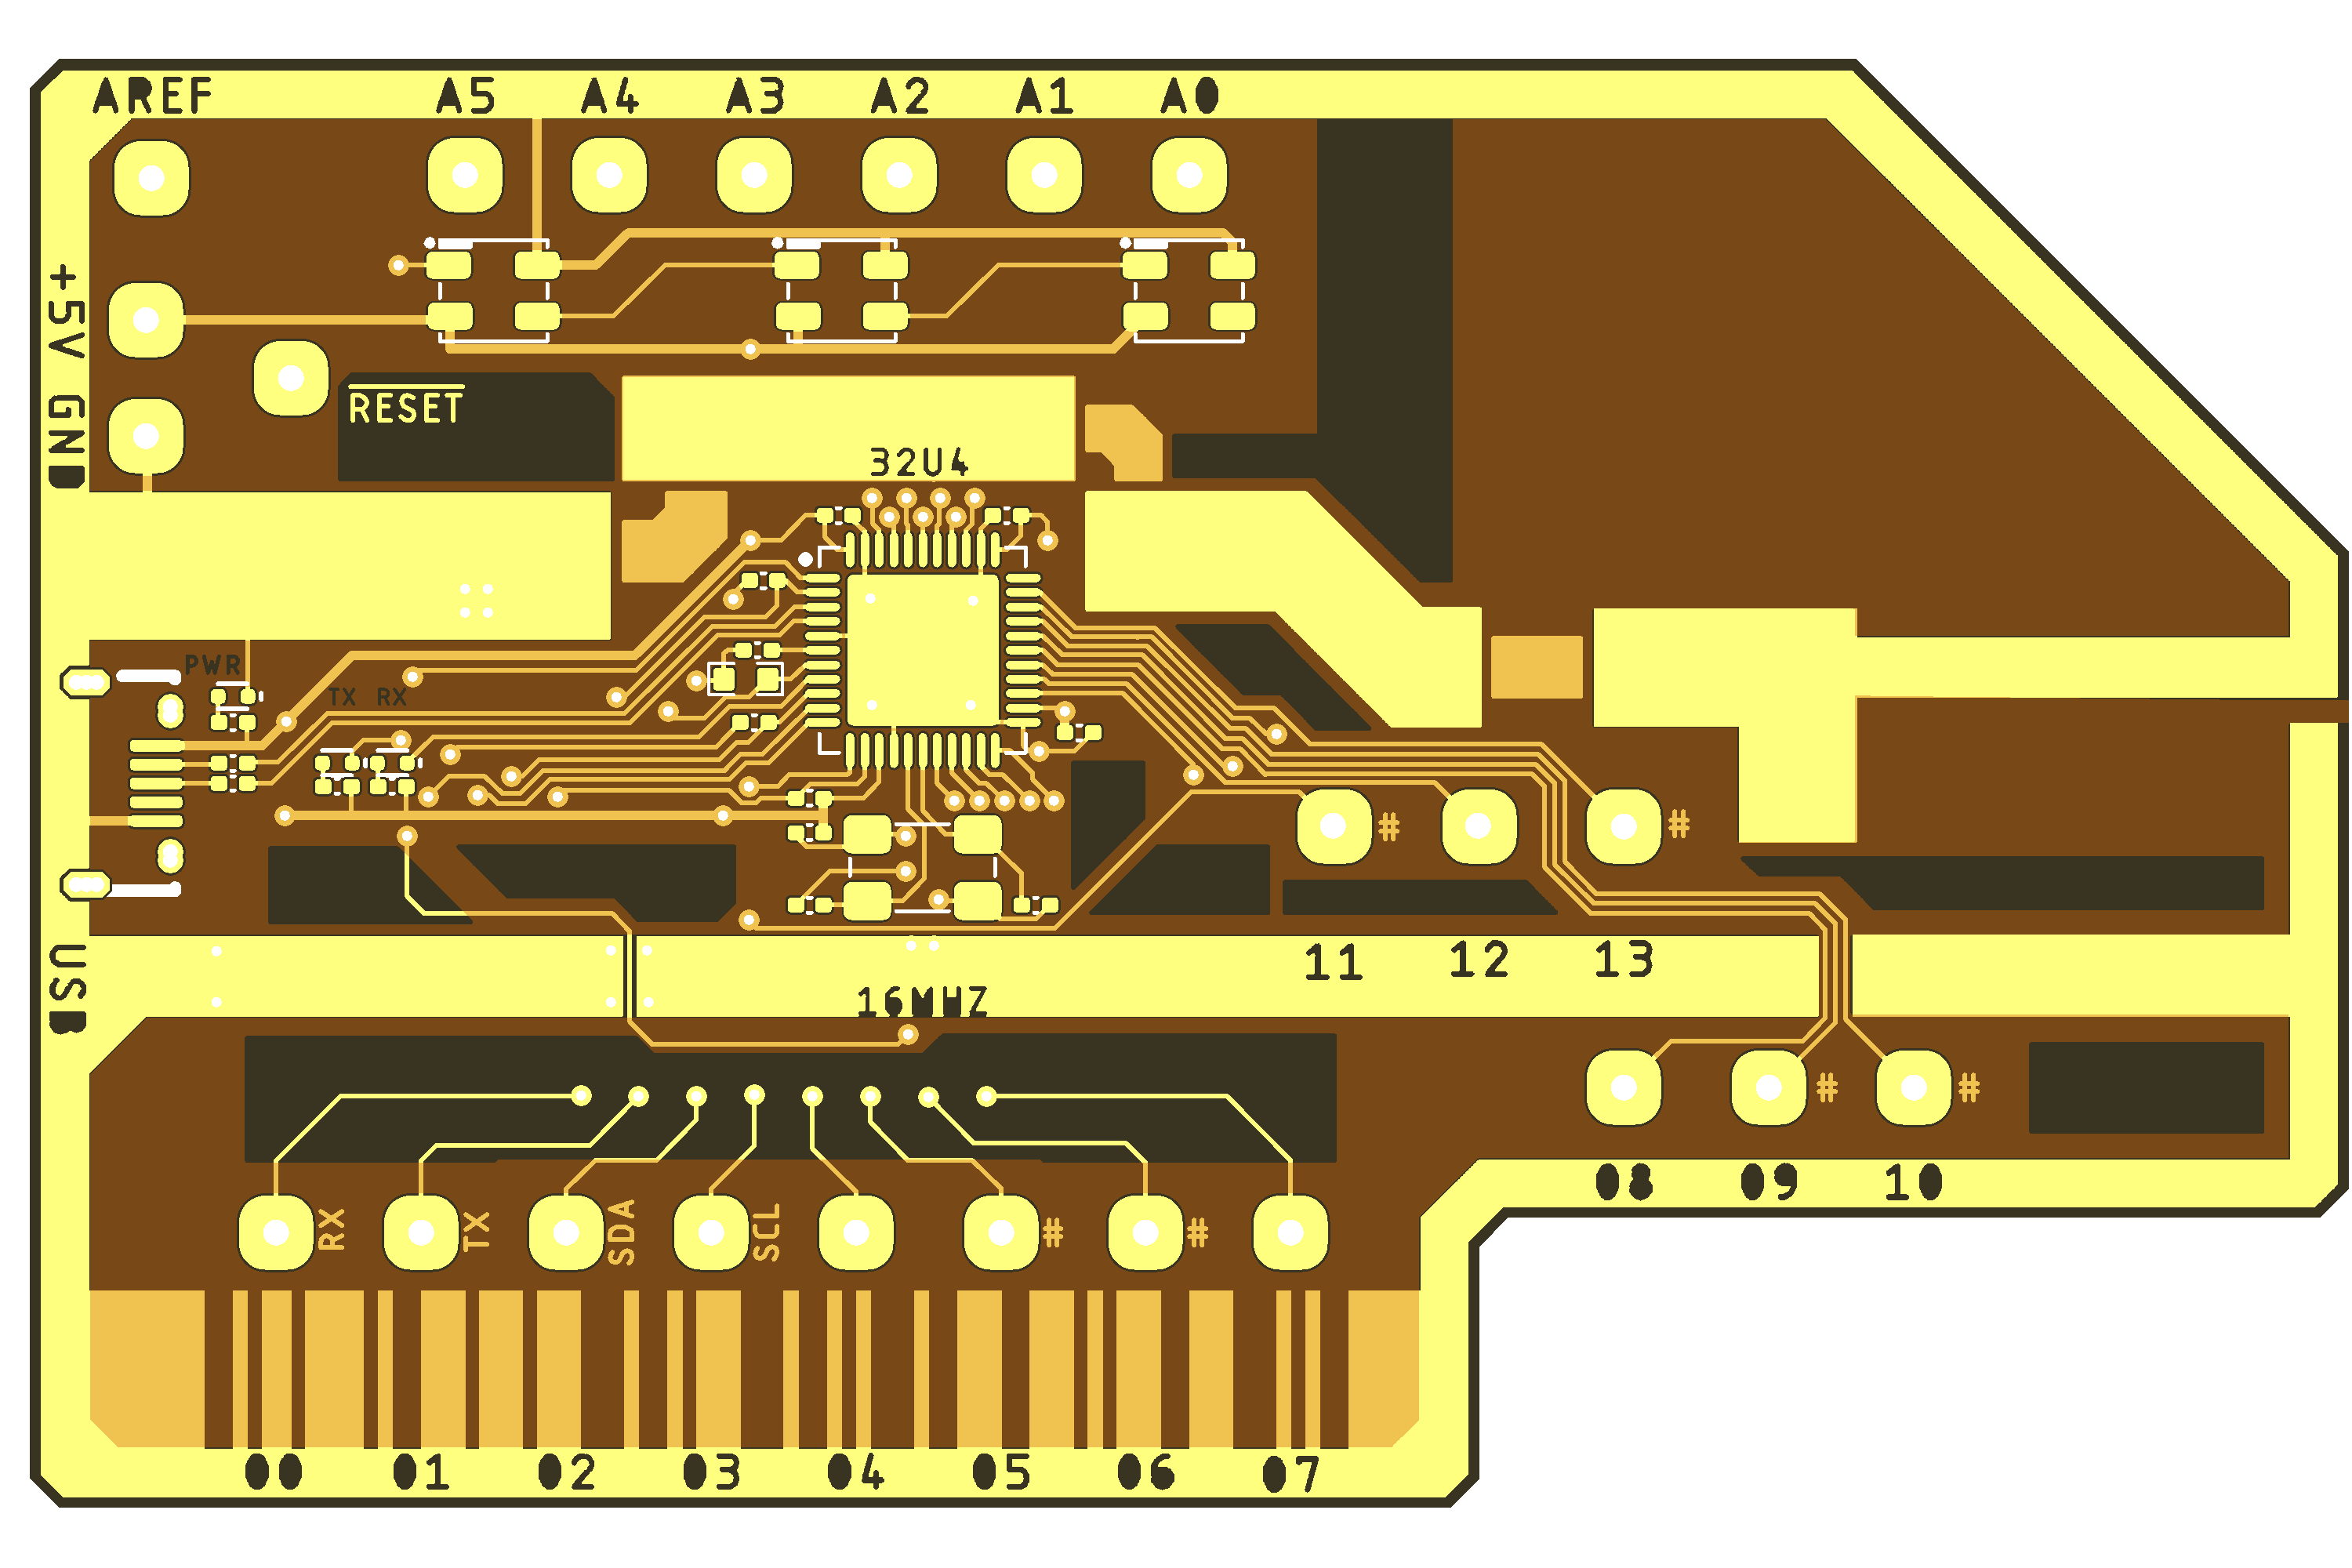 AREF A5 A4 A3 A2 A1 A0
+5V GND
RESET
32U4
PWR
TX RX
#
#
USB
11 12 13
16MHZ
#
#
08 09 10
RX TX SDA SCL # #
00 01 02 03 04 05 06 07